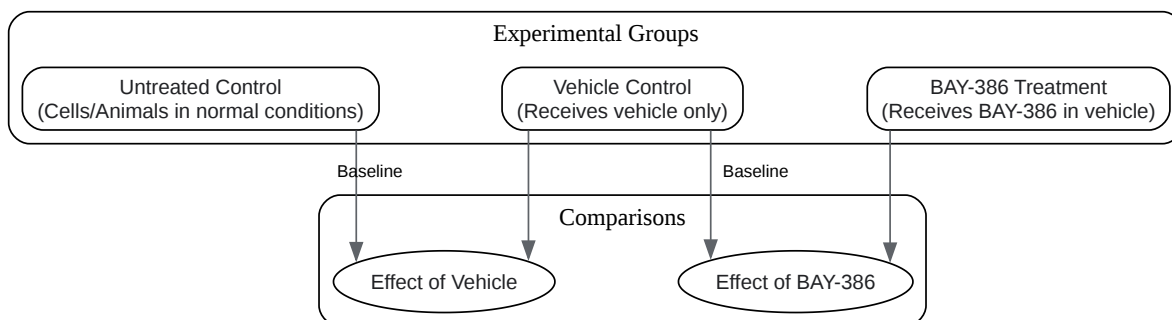 Experimental Groups
Untreated Control
(Cells/Animals in normal conditions)
Vehicle Control
(Receives vehicle only)
BAY-386 Treatment
(Receives BAY-386 in vehicle)
Baseline
Baseline
Comparisons
Effect of Vehicle
Effect of BAY-386